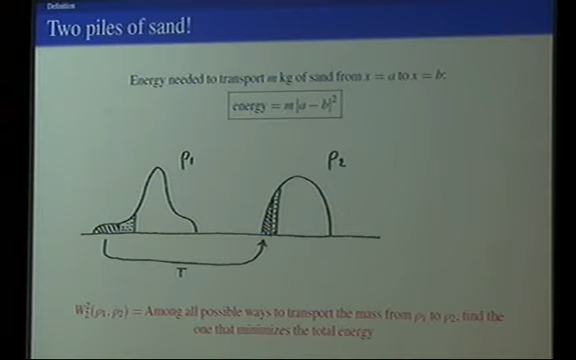 Definition
Two piles of sand!
Energy needed to transport m kg of sand from x = a to x = b:
energy = m |a − b|²
ρ₁
ρ₂
T
W₂²(ρ₁, ρ₂) = Among all possible ways to transport the mass from ρ₁ to ρ₂, find the
one that minimizes the total energy